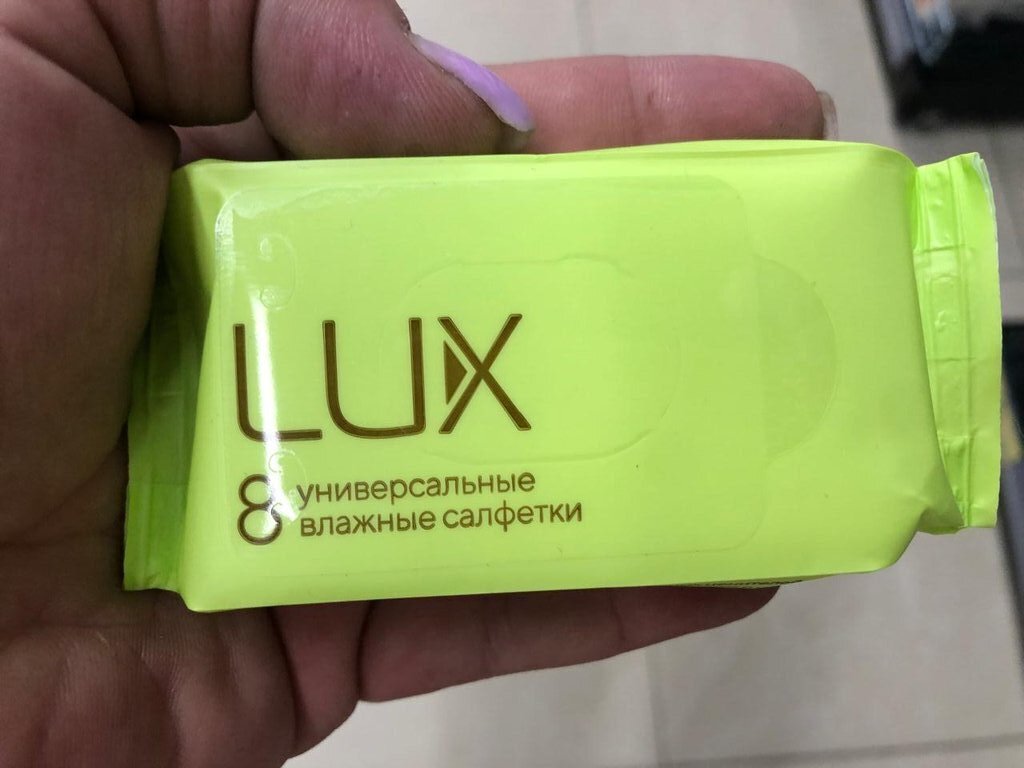 LUX
8 универсальные
влажные салфетки